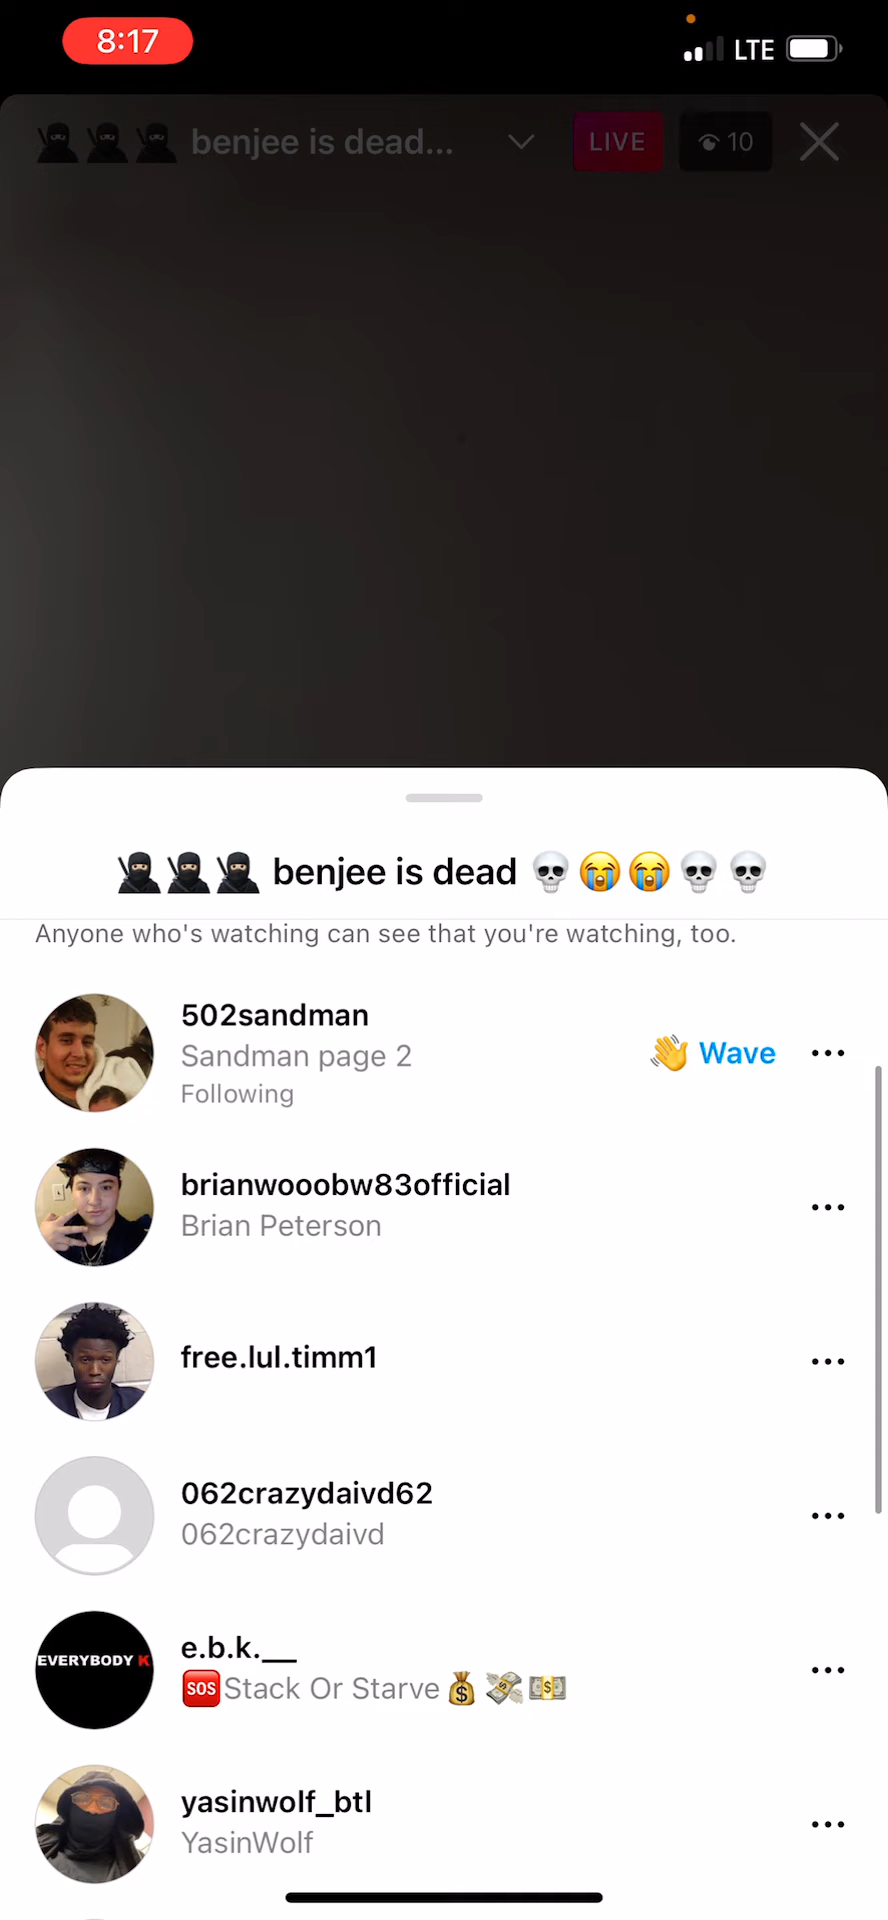 8:17 LTE
🥷🥷🥷 benjee is dead... LIVE 10
🥷🥷🥷 benjee is dead 💀😭😭💀💀
Anyone who's watching can see that you're watching, too.
502sandman
Sandman page 2
Following
👋 Wave
brianwooobw83official
Brian Peterson
free.lul.timm1
062crazydaivd62
062crazydaivd
EVERYBODY K
e.b.k.__
🆘Stack Or Starve💰💸💵
yasinwolf_btl
YasinWolf